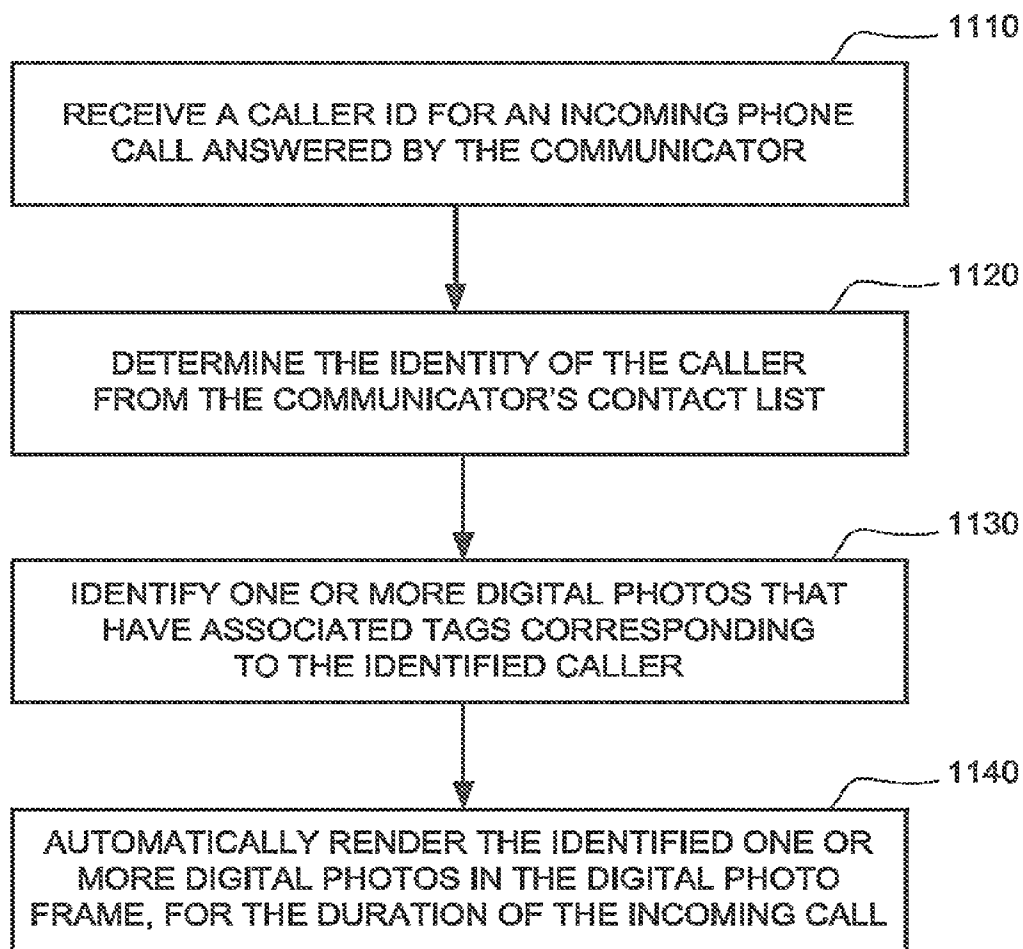 1110
RECEIVE A CALLER ID FOR AN INCOMING PHONE
CALL ANSWERED BY THE COMMUNICATOR
1120
DETERMINE THE IDENTITY OF THE CALLER
FROM THE COMMUNICATOR'S CONTACT LIST
1130
IDENTIFY ONE OR MORE DIGITAL PHOTOS THAT
HAVE ASSOCIATED TAGS CORRESPONDING
TO THE IDENTIFIED CALLER
1140
AUTOMATICALLY RENDER THE IDENTIFIED ONE OR
MORE DIGITAL PHOTOS IN THE DIGITAL PHOTO
FRAME, FOR THE DURATION OF THE INCOMING CALL